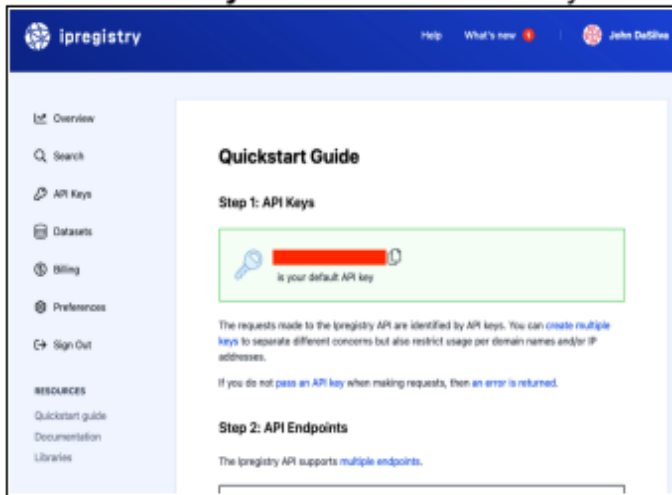 ipregistry
Help What's new 1 John DaSilva
Overview
Search
API Keys
Datasets
Billing
Preferences
Sign Out
RESOURCES
Quickstart guide
Documentation
Libraries
Quickstart Guide
Step 1: API Keys
is your default API key
The requests made to the Ipregistry API are identified by API keys. You can create multiple
keys to separate different concerns but also restrict usage per domain names and/or IP
addresses.
If you do not pass an API key when making requests, then an error is returned.
Step 2: API Endpoints
The Ipregistry API supports multiple endpoints.